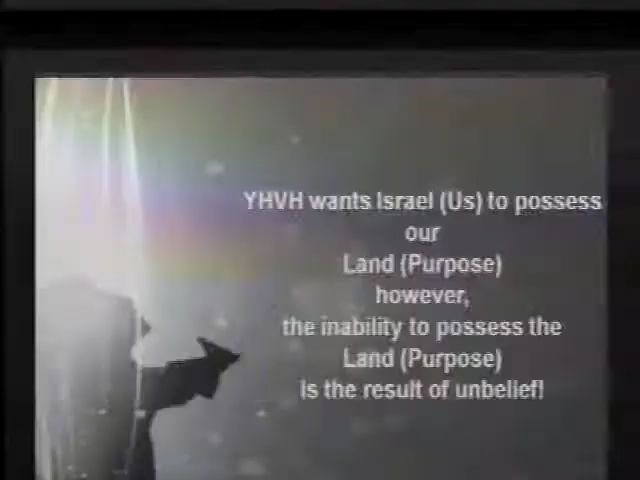 YHVH wants Israel (Us) to possess
our
Land (Purpose)
however,
the inability to possess the
Land (Purpose)
is the result of unbelief!